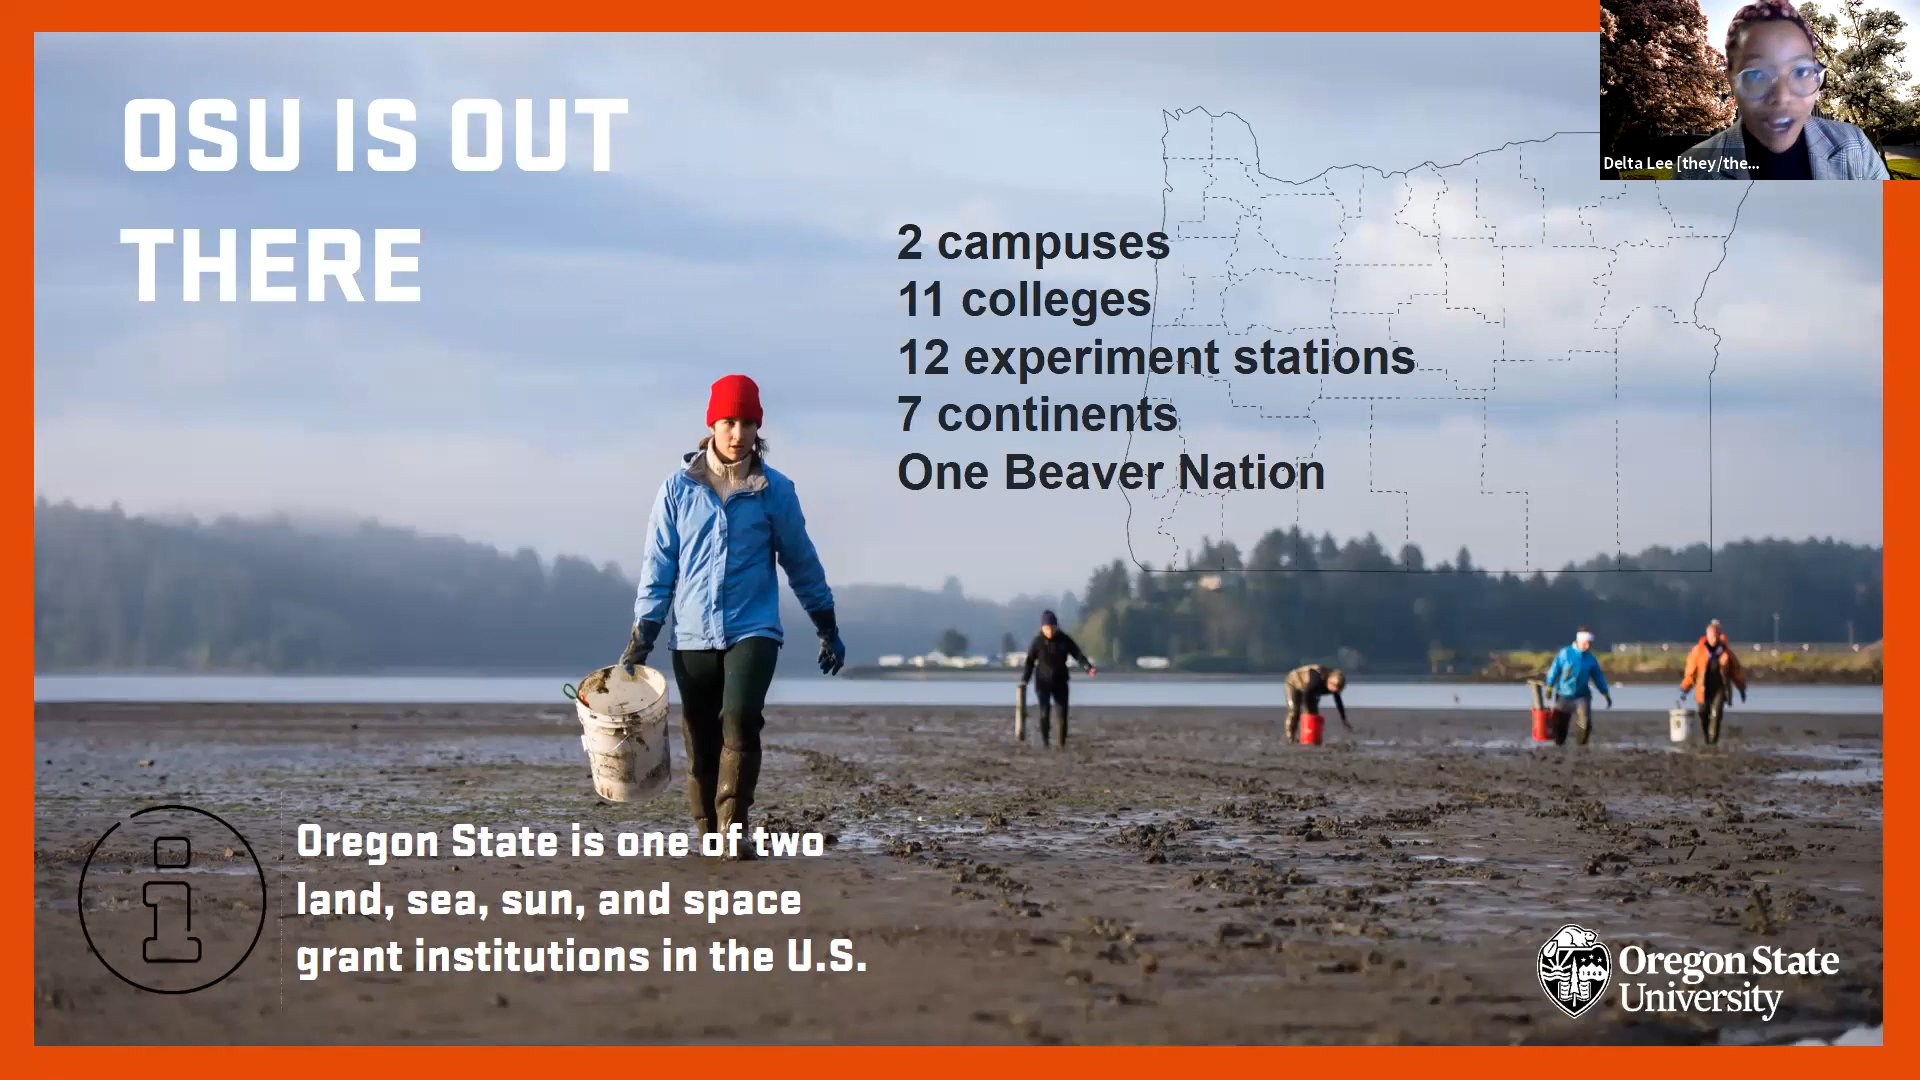 OSU IS OUT
THERE
Delta Lee [they/the...
2 campuses
11 colleges
12 experiment stations
7 continents
One Beaver Nation
Oregon State is one of two
land, sea, sun, and space
grant institutions in the U.S.
Oregon State
University